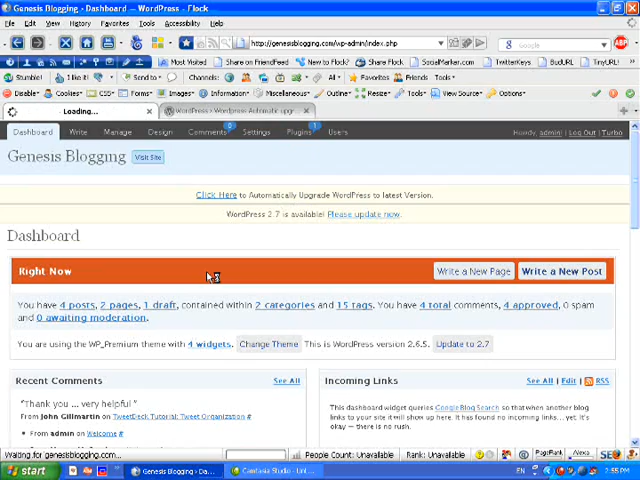 Genesis Blogging › Dashboard — WordPress - Flock
File Edit View History Favorites Tools Accessibility Help
http://genesisblogging.com/wp-admin/index.php
Google
ABP
Most Visited Share on FriendFeed New to Flock? Share Flock SocialMarker.com TwitterKeys BudURL TinyURL!
Stumble! I like it! Send to Channels: All Favorites Friends Tools
Disable Cookies CSS Forms Images Information Miscellaneous Outline Resize Tools View Source Options
Loading...
WordPress › Wordpress Automatic upgr...
Dashboard Write Manage Design Comments 0 Settings Plugins 1 Users
Howdy, admin! | Log Out | Turbo
Genesis Blogging Visit Site
Click Here to Automatically Upgrade WordPress to latest Version.
WordPress 2.7 is available! Please update now.
Dashboard
Right Now
Write a New Page Write a New Post
You have 4 posts, 2 pages, 1 draft, contained within 2 categories and 15 tags. You have 4 total comments, 4 approved, 0 spam
and 0 awaiting moderation.
You are using the WP_Premium theme with 4 widgets. Change Theme This is WordPress version 2.6.5. Update to 2.7
Recent Comments See All
"Thank you ... very helpful"
From John Gilmartin on TweetDeck Tutorial: Tweet Organization #
From admin on Welcome #
Incoming Links See All | Edit | RSS
This dashboard widget queries Google Blog Search so that when another blog
links to your site it will show up here. It has found no incoming links... yet. It's
okay — there is no rush.
Waiting for genesisblogging.com...
People Count: Unavailable Rank: Unavailable PageRank Alexa SEO
start
Genesis Blogging › Da...
Camtasia Studio - Unt...
EN
2:55 PM